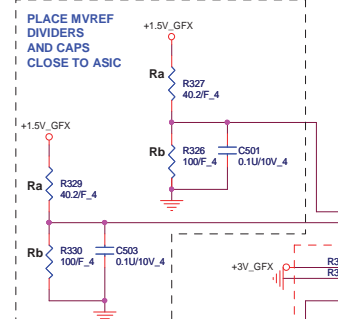 PLACE MVREF
DIVIDERS
AND CAPS
CLOSE TO ASIC
+1.5V_GFX
Ra
R327
40.2/F_4
Rb
R326
100/F_4
C501
0.1U/10V_4
+1.5V_GFX
Ra
R329
40.2/F_4
Rb
R330
100/F_4
C503
0.1U/10V_4
+3V_GFX